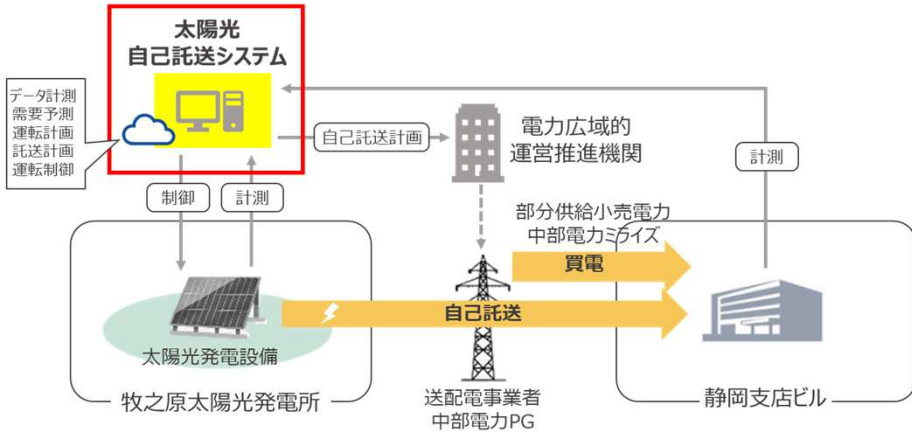 太陽光
自己託送システム
データ計測
需要予測
運転計画
託送計画
運転制御
自己託送計画
電力広域的
運営推進機関
制御
計測
計測
部分供給小売電力
中部電力ミライズ
買電
自己託送
太陽光発電設備
牧之原太陽光発電所
送配電事業者
中部電力PG
静岡支店ビル